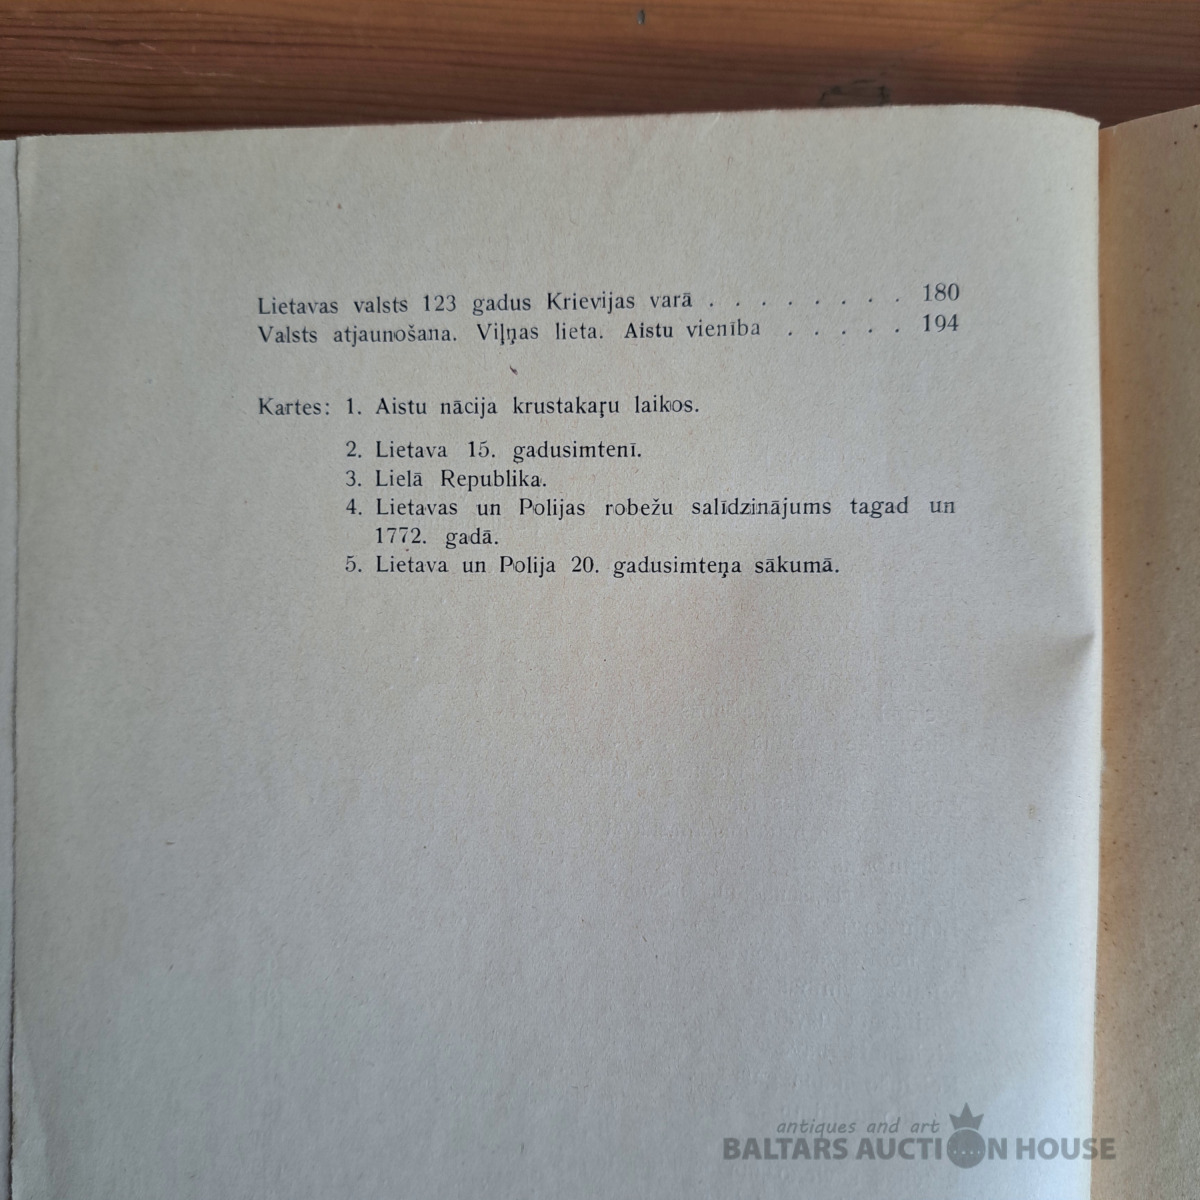 Lietavas valsts 123 gadus Krievijas varā . . . . . . . . 180
Valsts atjaunošana. Viļņas lieta. Aistu vienība . . . . . 194
Kartes: 1. Aistu nācija krustakaŗu laikos.
2. Lietava 15. gadusimtenī.
3. Lielā Republika.
4. Lietavas un Polijas robežu salīdzinājums tagad un
1772. gadā.
5. Lietava un Polija 20. gadusimteņa sākumā.
antiques and art
BALTARS AUCTION HOUSE